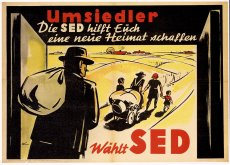 Umsiedler
Die SED hilft Euch
eine neue Heimat schaffen
Wählt SED